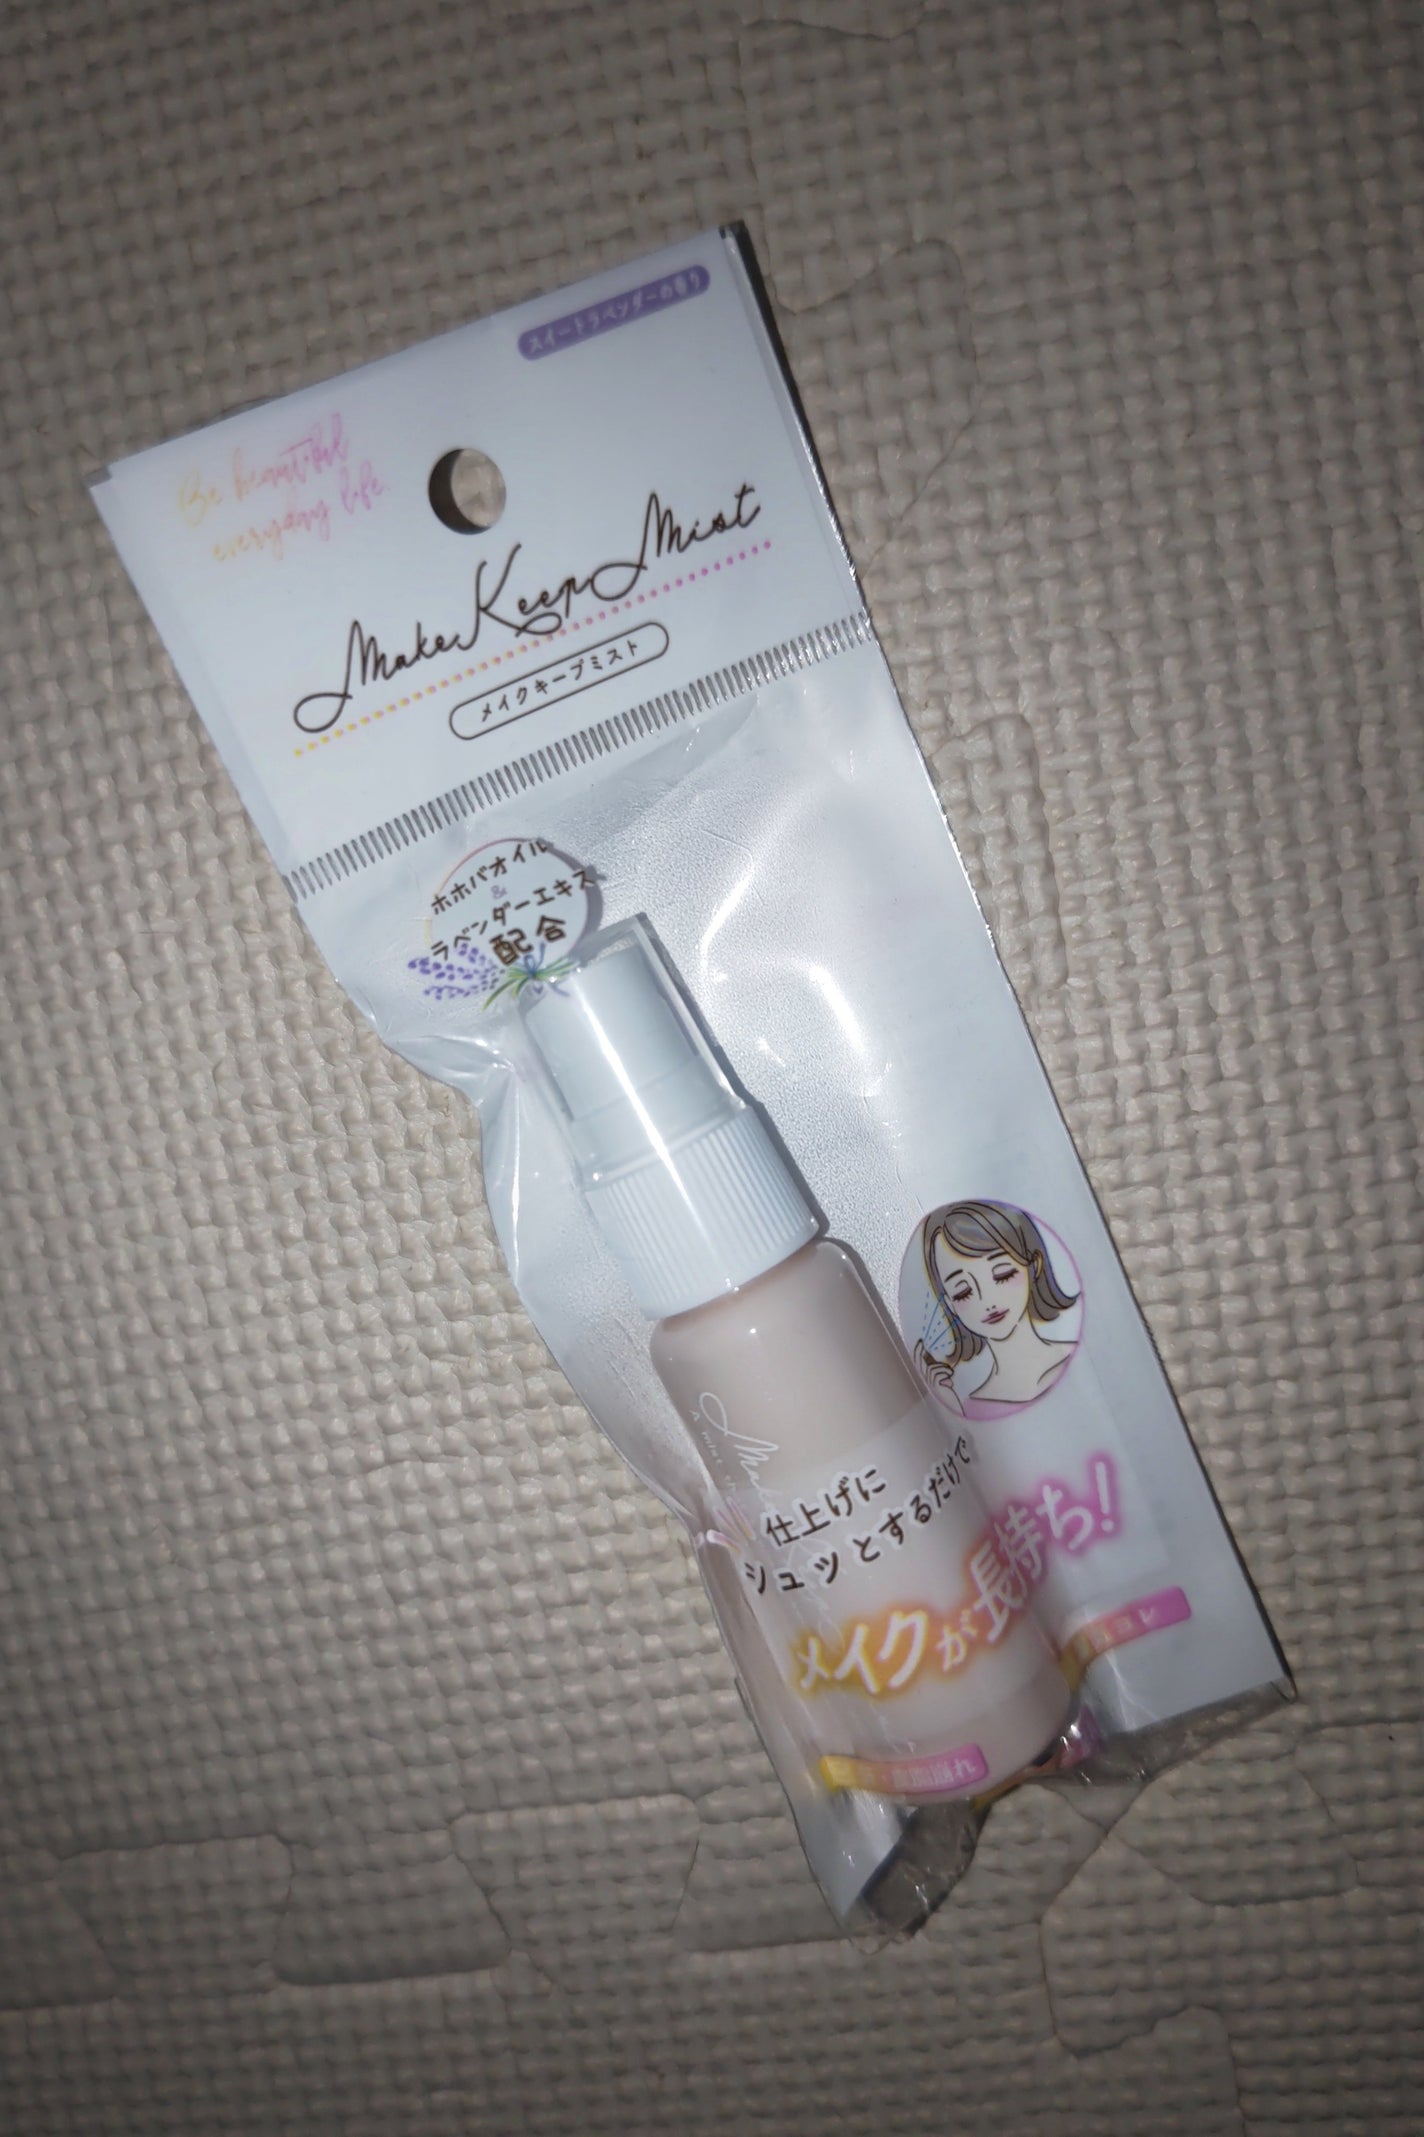 スイートラベンダーの香り
Be beautiful
everyday life.
Make Keep Mist
メイクキープミスト
ホホバオイル
&
ラベンダーエキス
配合
仕上げに
シュッとするだけで
メイクが長持ち!
皮脂崩れ
ヨレ